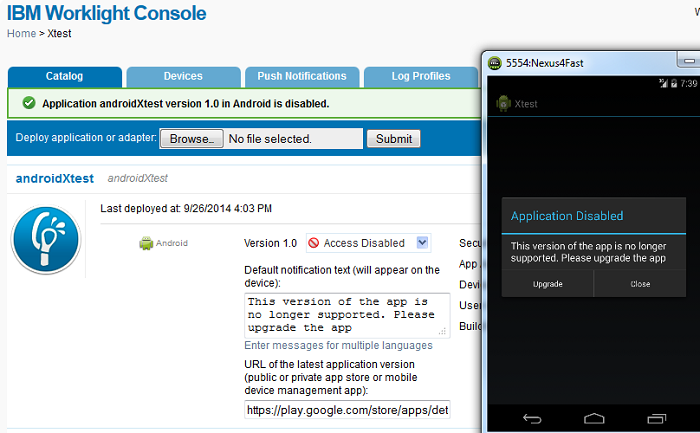 IBM Worklight Console
Home > Xtest
Catalog
Devices
Push Notifications
Log Profiles
Application androidXtest version 1.0 in Android is disabled.
Deploy application or adapter:
Browse..
No file selected.
Submit
androidXtest androidXtest
Last deployed at: 9/26/2014 4:03 PM
Android
Version 1.0
Access Disabled
Default notification text (will appear on the
device):
This version of the app is
no longer supported. Please
upgrade the app
Enter messages for multiple languages
URL of the latest application version
(public or private app store or mobile
device management app):
https://play.google.com/store/apps/det
Secu
App
Devi
User
Build
5554:Nexus4Fast
3G
7:39
Xtest
Application Disabled
This version of the app is no longer
supported. Please upgrade the app
Upgrade
Close